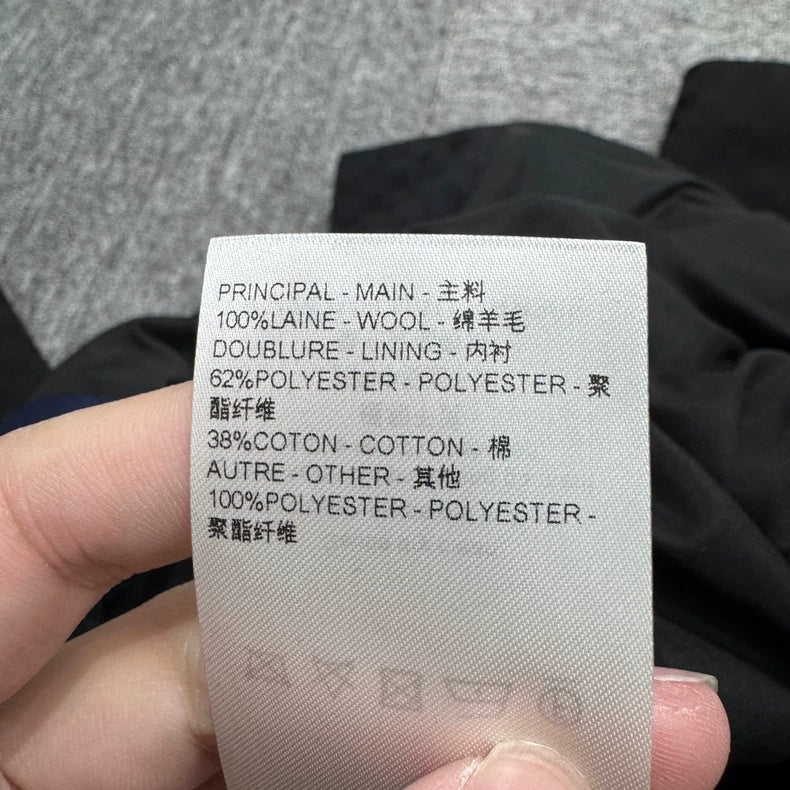 PRINCIPAL - MAIN - 主料
100%LAINE - WOOL - 绵羊毛
DOUBLURE - LINING - 内衬
62%POLYESTER - POLYESTER - 聚
酯纤维
38%COTON - COTTON - 棉
AUTRE - OTHER - 其他
100%POLYESTER - POLYESTER -
聚酯纤维